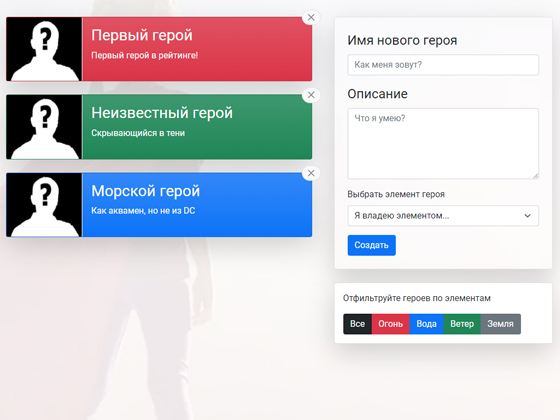 Первый герой
Первый герой в рейтинге!
Неизвестный герой
Скрывающийся в тени
Морской герой
Как аквамен, но не из DC
Имя нового героя
Как меня зовут?
Описание
Что я умею?
Выбрать элемент героя
Я владею элементом...
Создать
Отфильтруйте героев по элементам
Все Огонь Вода Ветер Земля